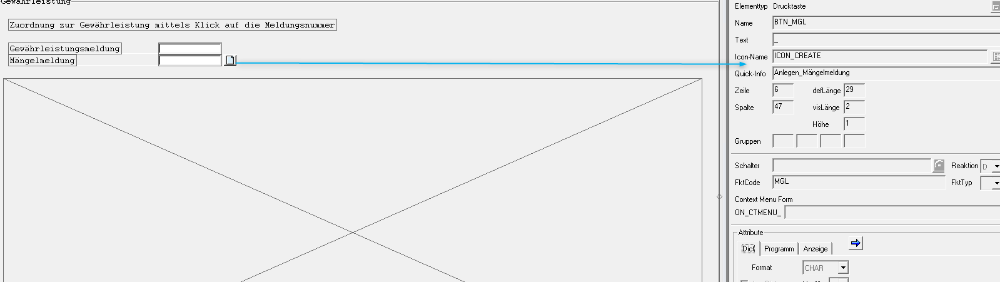 Gewährleistung
Zuordnung zur Gewährleistung mittels Klick auf die Meldungsnummer
Gewährleistungsmeldung
Mängelmeldung
Elementtyp Drucktaste
Name BTN_MGL
Text _
Icon-Name ICON_CREATE
Quick-Info Anlegen_Mängelmeldung
Zeile 6 defLänge 29
Spalte 47 visLänge 2
Höhe 1
Gruppen
Schalter Reaktion D
FktCode MGL FktTyp
Context Menu Form
ON_CTMENU_
Attribute
Dict Programm Anzeige
Format CHAR